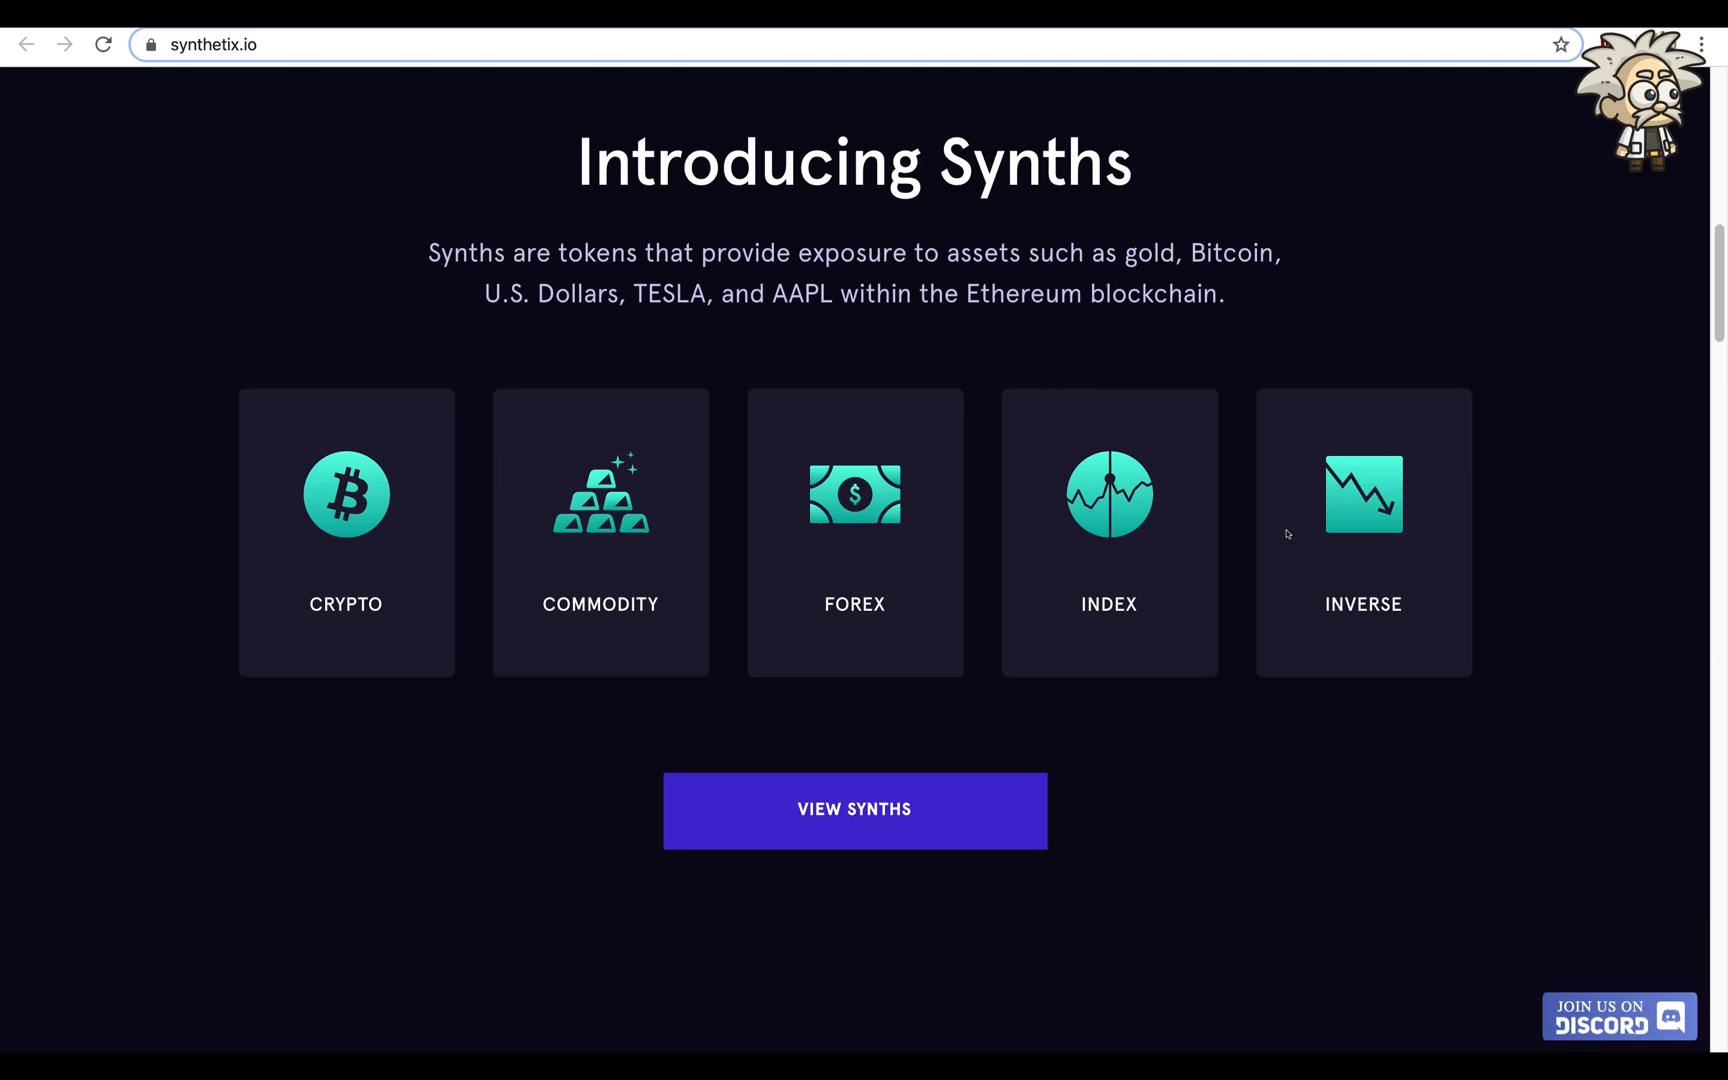 synthetix.io
Introducing Synths
Synths are tokens that provide exposure to assets such as gold, Bitcoin,
U.S. Dollars, TESLA, and AAPL within the Ethereum blockchain.
CRYPTO
COMMODITY
FOREX
INDEX
INVERSE
VIEW SYNTHS
JOIN US ON
DISCORD